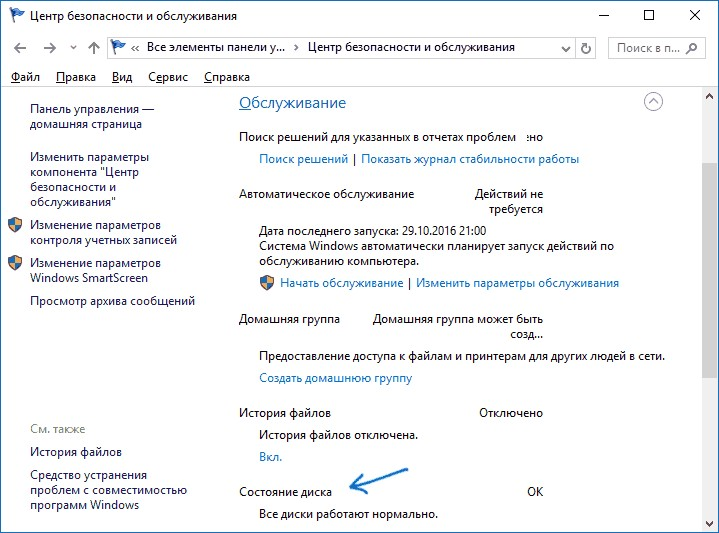 Центр безопасности и обслуживания
« Все элементы панели у... Центр безопасности и обслуживания
Поиск в п...
Файл Правка Вид Сервис Справка
Панель управления —
домашняя страница
Изменить параметры
компонента "Центр
безопасности и
обслуживания"
Изменение параметров
контроля учетных записей
Изменение параметров
Windows SmartScreen
Просмотр архива сообщений
См. также
История файлов
Средство устранения
проблем с совместимостью
программ Windows
Обслуживание
Поиск решений для указанных в отчетах проблем ено
Поиск решений | Показать журнал стабильности работы
Автоматическое обслуживание Действий не
требуется
Дата последнего запуска: 29.10.2016 21:00
Система Windows автоматически планирует запуск действий по
обслуживанию компьютера.
Начать обслуживание | Изменить параметры обслуживания
Домашняя группа Домашняя группа может быть
созд...
Предоставление доступа к файлам и принтерам для других людей в сети.
Создать домашнюю группу
История файлов Отключено
История файлов отключена.
Вкл.
Состояние диска ОК
Все диски работают нормально.